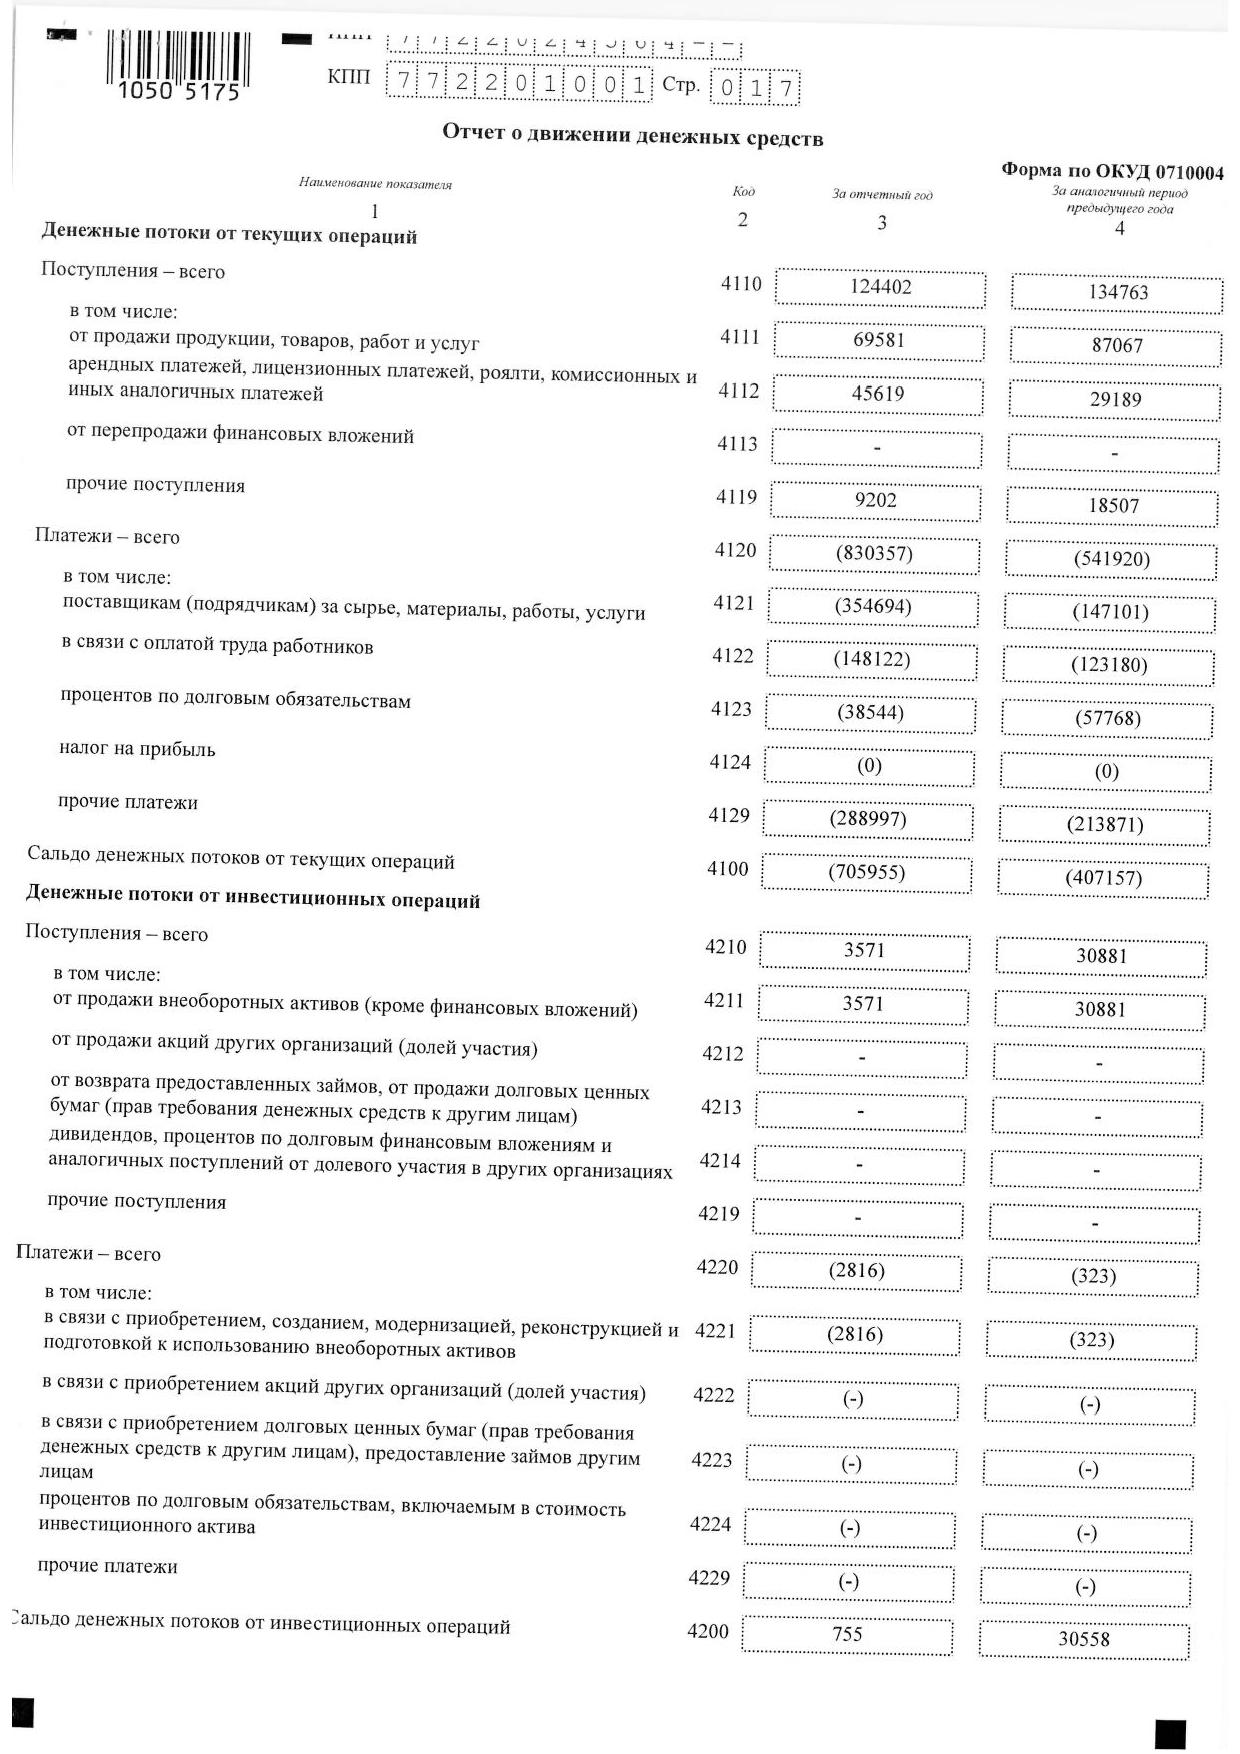 1050 5175
КПП 772201001 Стр. 017
Отчет о движении денежных средств
Форма по ОКУД 0710004
Наименование показателя Код За отчетный год За аналогичный период предыдущего года
1 2 3 4
Денежные потоки от текущих операций
Поступления – всего 4110 124402 134763
в том числе:
от продажи продукции, товаров, работ и услуг 4111 69581 87067
арендных платежей, лицензионных платежей, роялти, комиссионных и
иных аналогичных платежей 4112 45619 29189
от перепродажи финансовых вложений 4113 - -
прочие поступления 4119 9202 18507
Платежи – всего 4120 (830357) (541920)
в том числе:
поставщикам (подрядчикам) за сырье, материалы, работы, услуги 4121 (354694) (147101)
в связи с оплатой труда работников 4122 (148122) (123180)
процентов по долговым обязательствам 4123 (38544) (57768)
налог на прибыль 4124 (0) (0)
прочие платежи 4129 (288997) (213871)
Сальдо денежных потоков от текущих операций 4100 (705955) (407157)
Денежные потоки от инвестиционных операций
Поступления – всего 4210 3571 30881
в том числе:
от продажи внеоборотных активов (кроме финансовых вложений) 4211 3571 30881
от продажи акций других организаций (долей участия) 4212 - -
от возврата предоставленных займов, от продажи долговых ценных
бумаг (прав требования денежных средств к другим лицам) 4213 - -
дивидендов, процентов по долговым финансовым вложениям и
аналогичных поступлений от долевого участия в других организациях 4214 - -
прочие поступления 4219 - -
Платежи – всего 4220 (2816) (323)
в том числе:
в связи с приобретением, созданием, модернизацией, реконструкцией и
подготовкой к использованию внеоборотных активов 4221 (2816) (323)
в связи с приобретением акций других организаций (долей участия) 4222 (-) (-)
в связи с приобретением долговых ценных бумаг (прав требования
денежных средств к другим лицам), предоставление займов другим
лицам 4223 (-) (-)
процентов по долговым обязательствам, включаемым в стоимость
инвестиционного актива 4224 (-) (-)
прочие платежи 4229 (-) (-)
Сальдо денежных потоков от инвестиционных операций 4200 755 30558